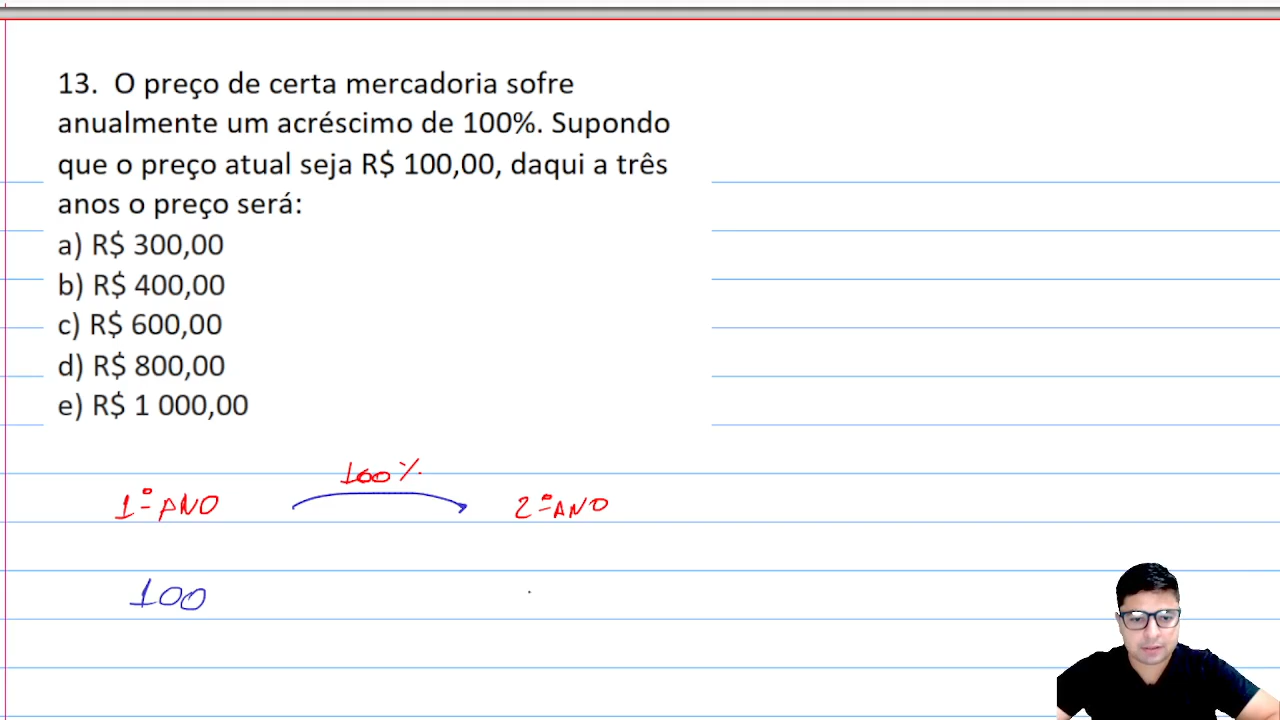 13. O preço de certa mercadoria sofre
anualmente um acréscimo de 100%. Supondo
que o preço atual seja R$ 100,00, daqui a três
anos o preço será:
a) R$ 300,00
b) R$ 400,00
c) R$ 600,00
d) R$ 800,00
e) R$ 1 000,00
100%
1º ANO 2º ANO
100